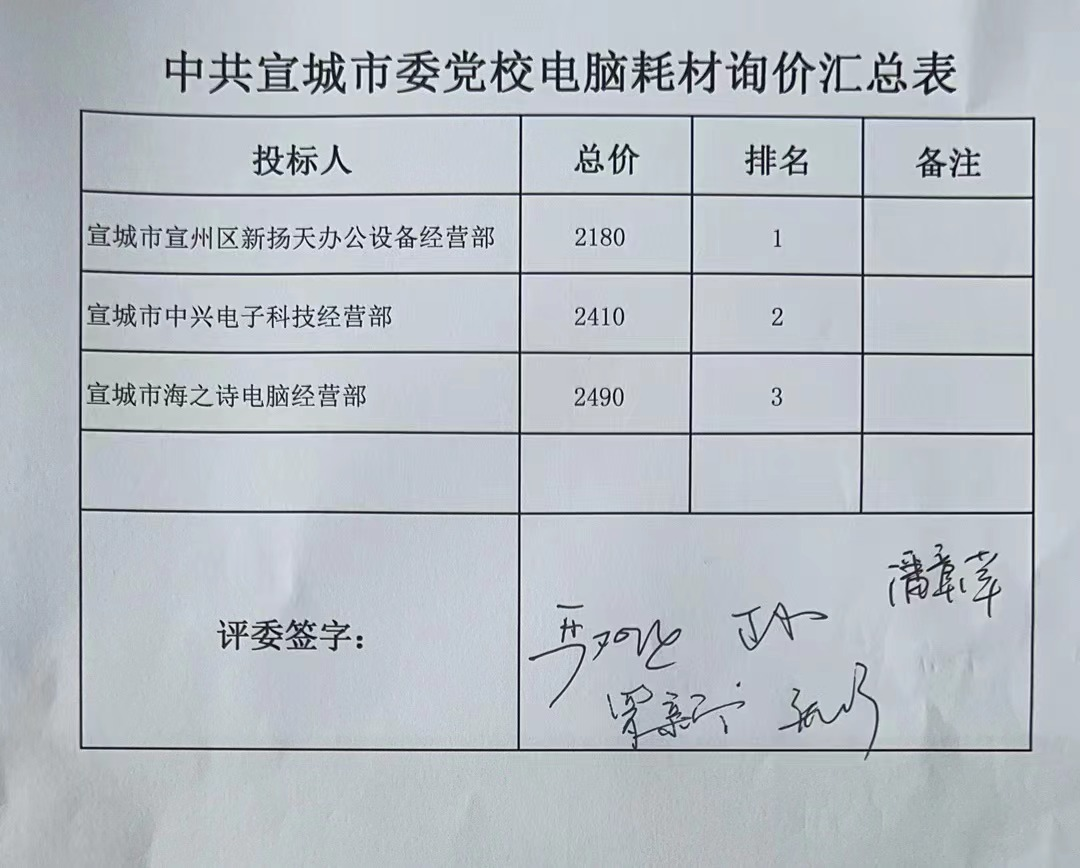 中共宣城市委党校电脑耗材询价汇总表
投标人 总价 排名 备注
宣城市宣州区新扬天办公设备经营部 2180 1
宣城市中兴电子科技经营部 2410 2
宣城市海之诗电脑经营部 2490 3
评委签字：